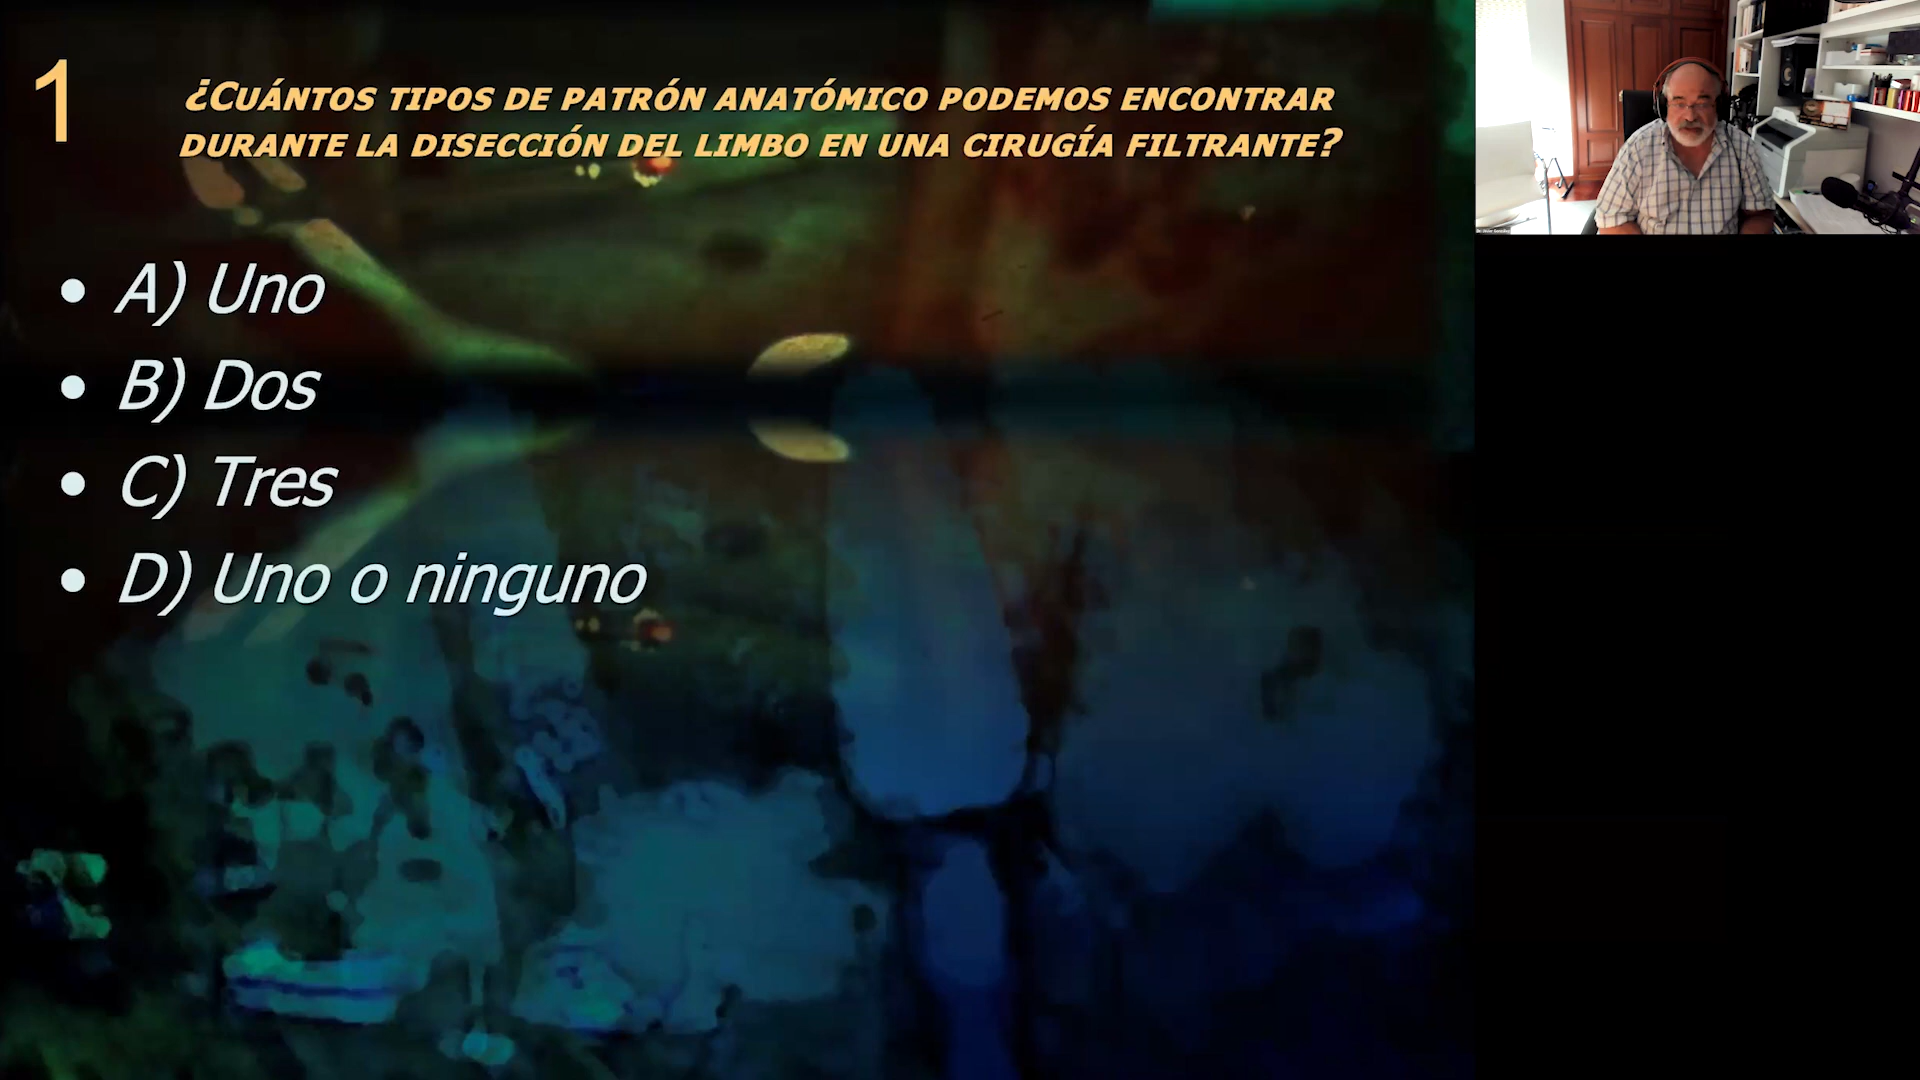 1
¿CUÁNTOS TIPOS DE PATRÓN ANATÓMICO PODEMOS ENCONTRAR
DURANTE LA DISECCIÓN DEL LIMBO EN UNA CIRUGÍA FILTRANTE?
• A) Uno
• B) Dos
• C) Tres
• D) Uno o ninguno